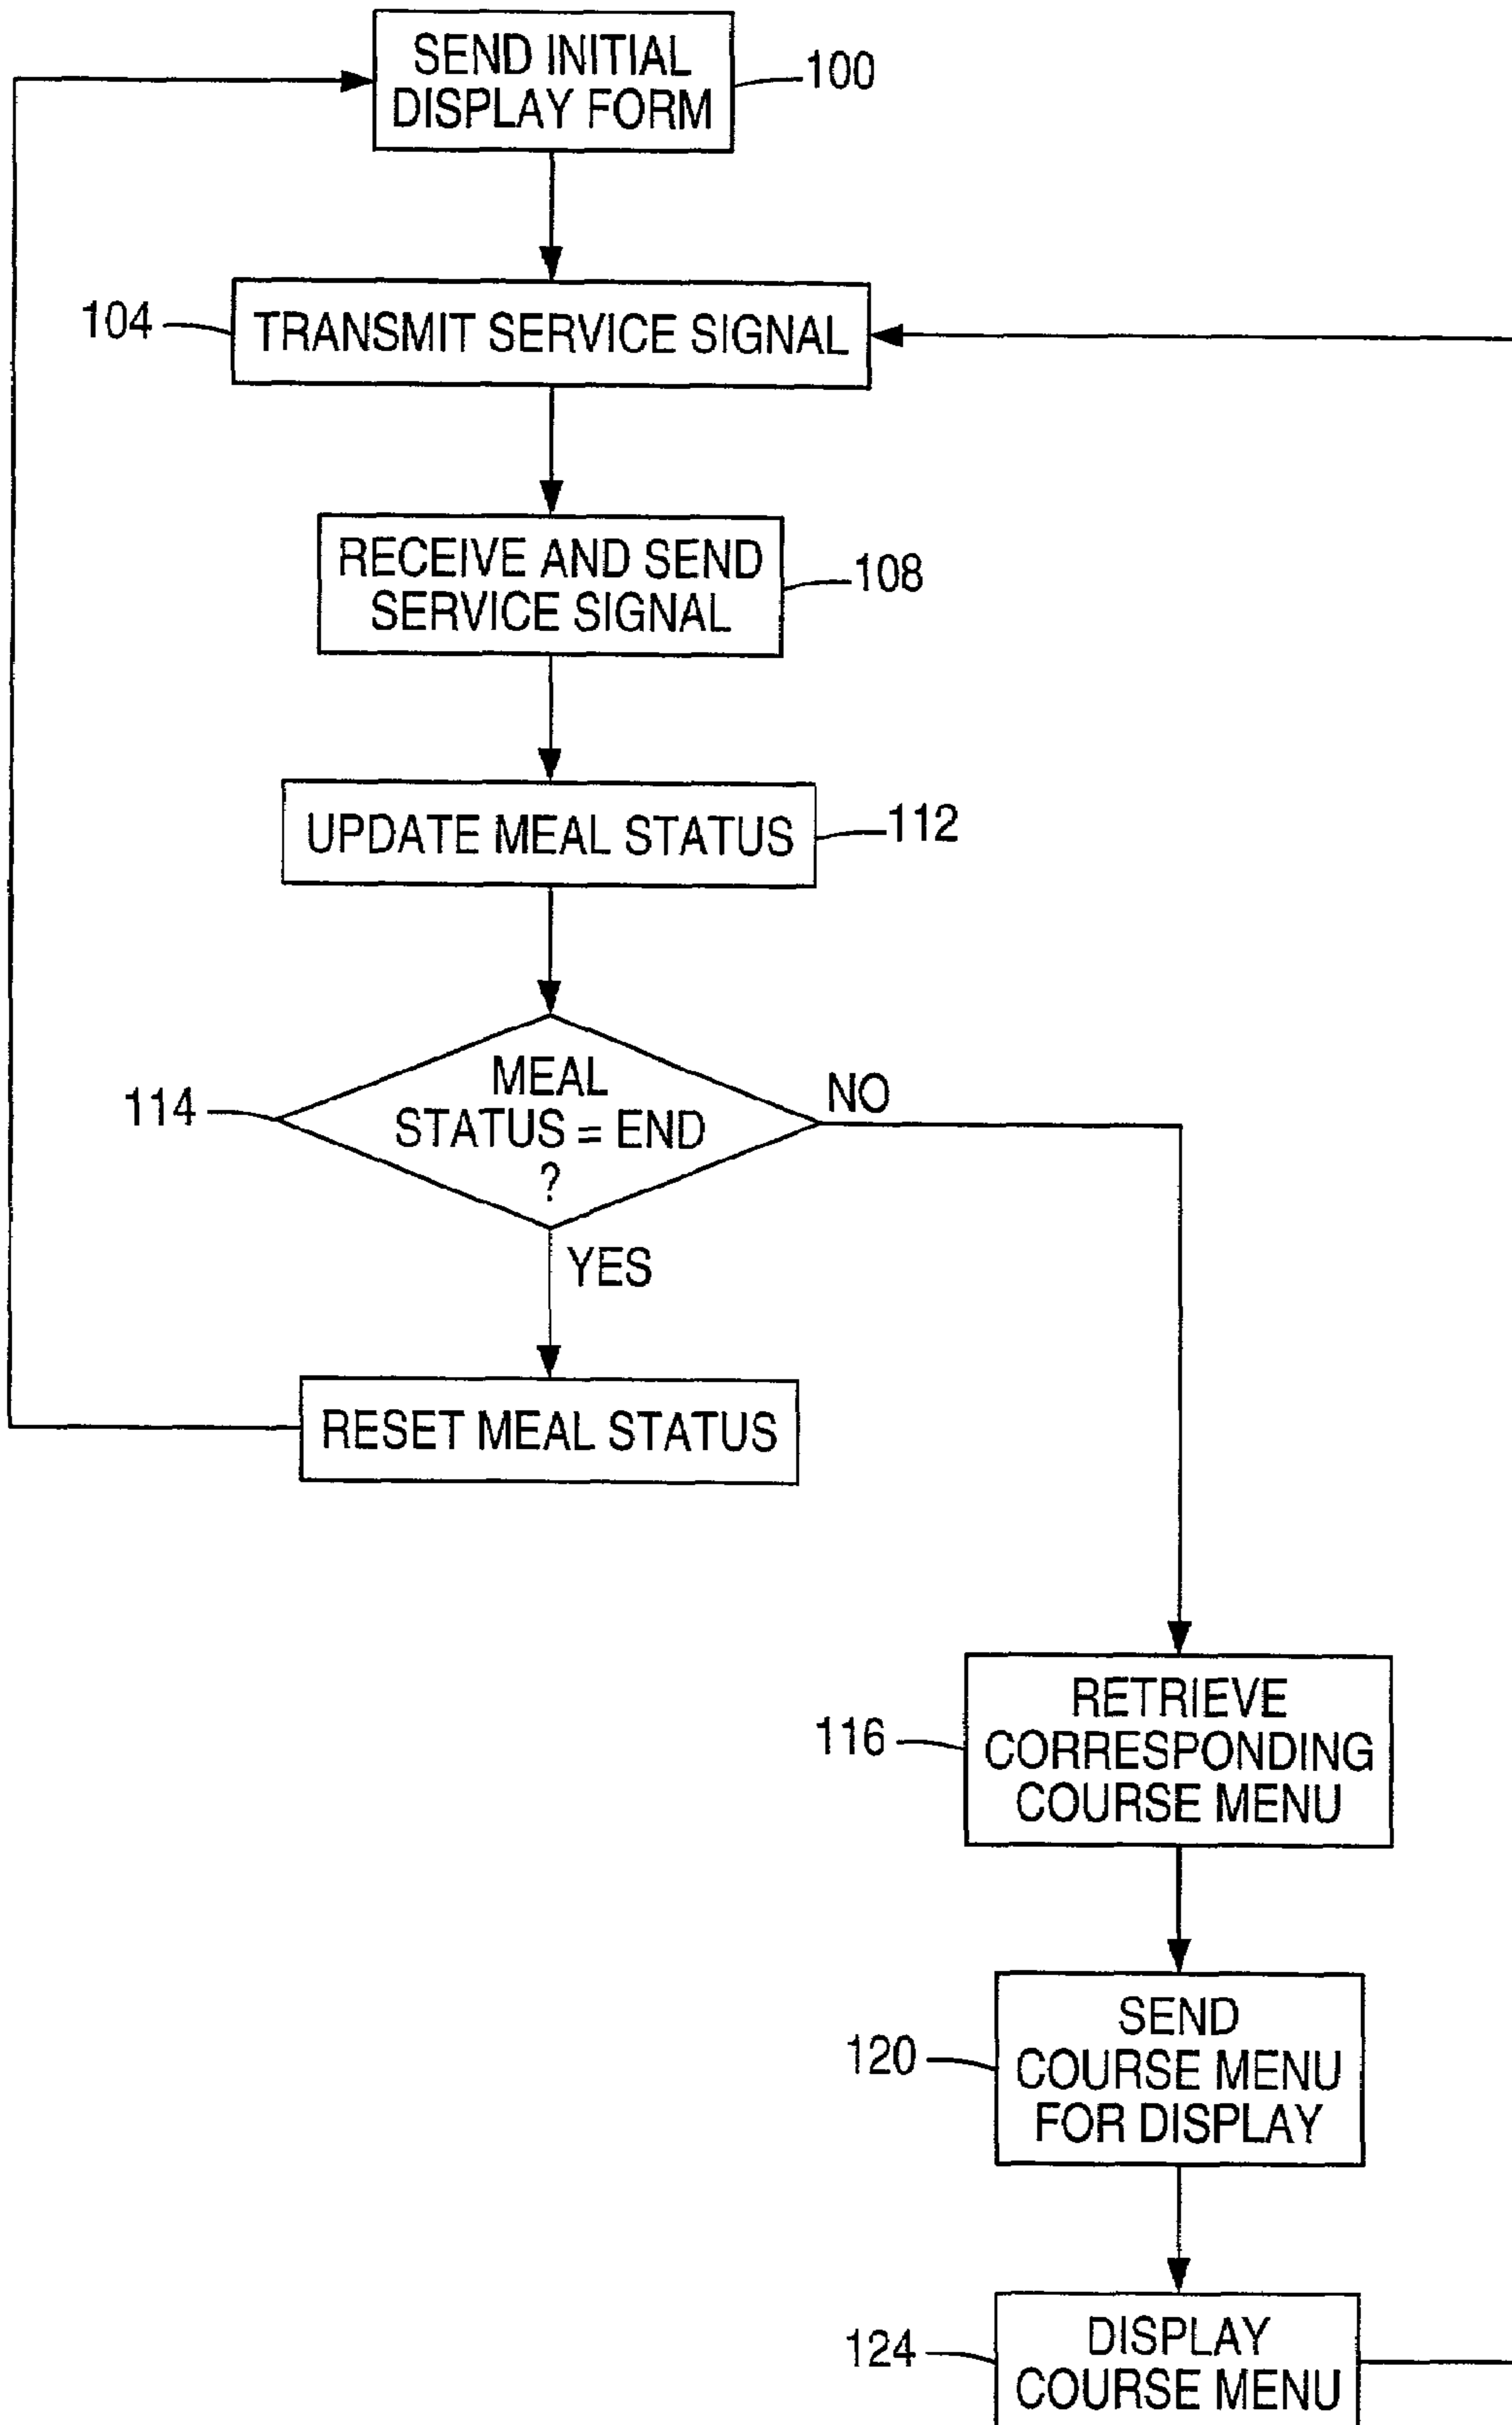 SEND INITIAL
DISPLAY FORM
100
104
TRANSMIT SERVICE SIGNAL
RECEIVE AND SEND
SERVICE SIGNAL
108
UPDATE MEAL STATUS
112
114
MEAL
STATUS = END
?
NO
YES
RESET MEAL STATUS
116
RETRIEVE
CORRESPONDING
COURSE MENU
120
SEND
COURSE MENU
FOR DISPLAY
124
DISPLAY
COURSE MENU